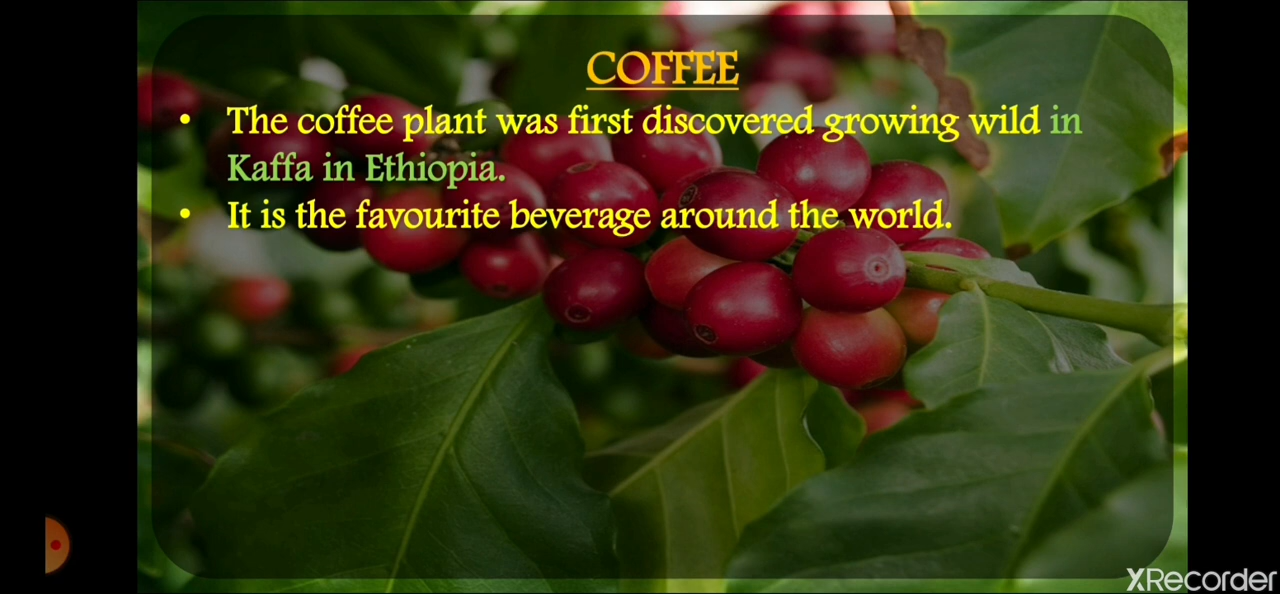 COFFEE
• The coffee plant was first discovered growing wild in
Kaffa in Ethiopia.
• It is the favourite beverage around the world.
XRecorder